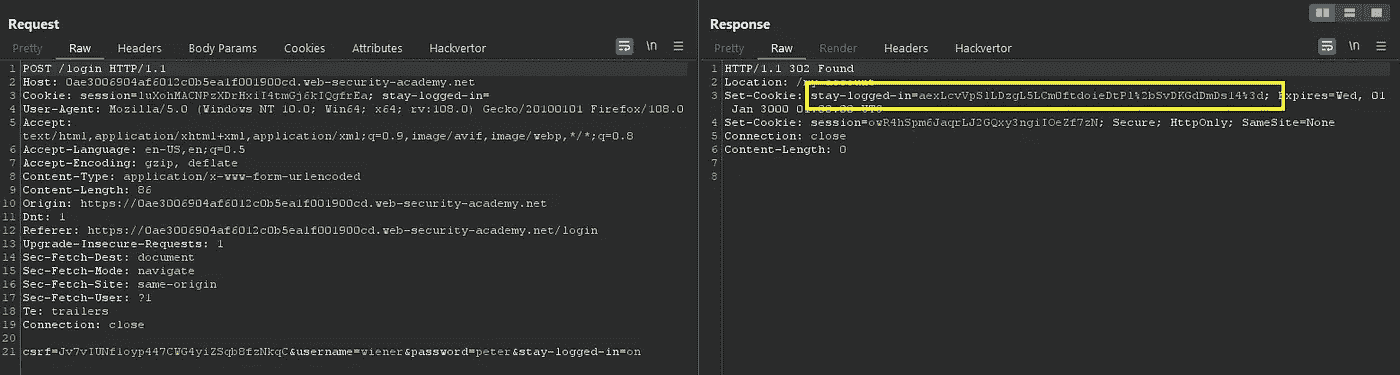 Request
Pretty Raw Headers Body Params Cookies Attributes Hackvertor \n
1 POST /login HTTP/1.1
2 Host: 0ae3006904af6012c0b5ea1f001900cd.web-security-academy.net
3 Cookie: session=luXohMACNPzXDrHxiI4tmGj6kIQgfrEa; stay-logged-in=
4 User-Agent: Mozilla/5.0 (Windows NT 10.0; Win64; x64; rv:108.0) Gecko/20100101 Firefox/108.0
5 Accept:
text/html,application/xhtml+xml,application/xml;q=0.9,image/avif,image/webp,*/*;q=0.8
6 Accept-Language: en-US,en;q=0.5
7 Accept-Encoding: gzip, deflate
8 Content-Type: application/x-www-form-urlencoded
9 Content-Length: 86
10 Origin: https://0ae3006904af6012c0b5ea1f001900cd.web-security-academy.net
11 Dnt: 1
12 Referer: https://0ae3006904af6012c0b5ea1f001900cd.web-security-academy.net/login
13 Upgrade-Insecure-Requests: 1
14 Sec-Fetch-Dest: document
15 Sec-Fetch-Mode: navigate
16 Sec-Fetch-Site: same-origin
17 Sec-Fetch-User: ?1
18 Te: trailers
19 Connection: close
20
21 csrf=Jv7vIUNfloyp447CWG4yiZSqb8fzNkqC&username=wiener&password=peter&stay-logged-in=on
Response
Pretty Raw Render Headers Hackvertor \n
1 HTTP/1.1 302 Found
2 Location:
3 Set-Cookie: stay-logged-in=aexLcvVpSlLDzgL5LCm0ftdoieDtPl%2bSvDKGdDmDs14%3d; Expires=Wed, 01
Jan 3000
4 Set-Cookie: session=owR4hSpm6JaqrLJ2GQxy3ngiIOeZf7zN; Secure; HttpOnly; SameSite=None
5 Connection: close
6 Content-Length: 0
7
8